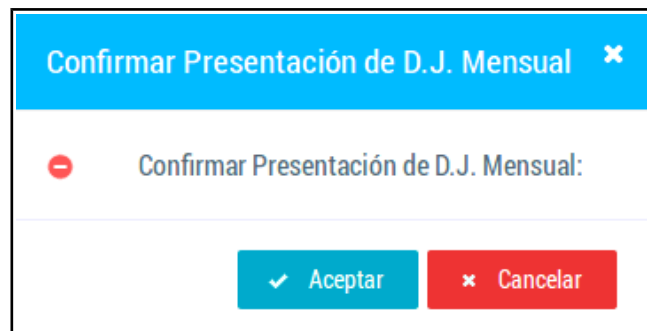 Confirmar Presentación de D.J. Mensual
Confirmar Presentación de D.J. Mensual:
Aceptar
Cancelar